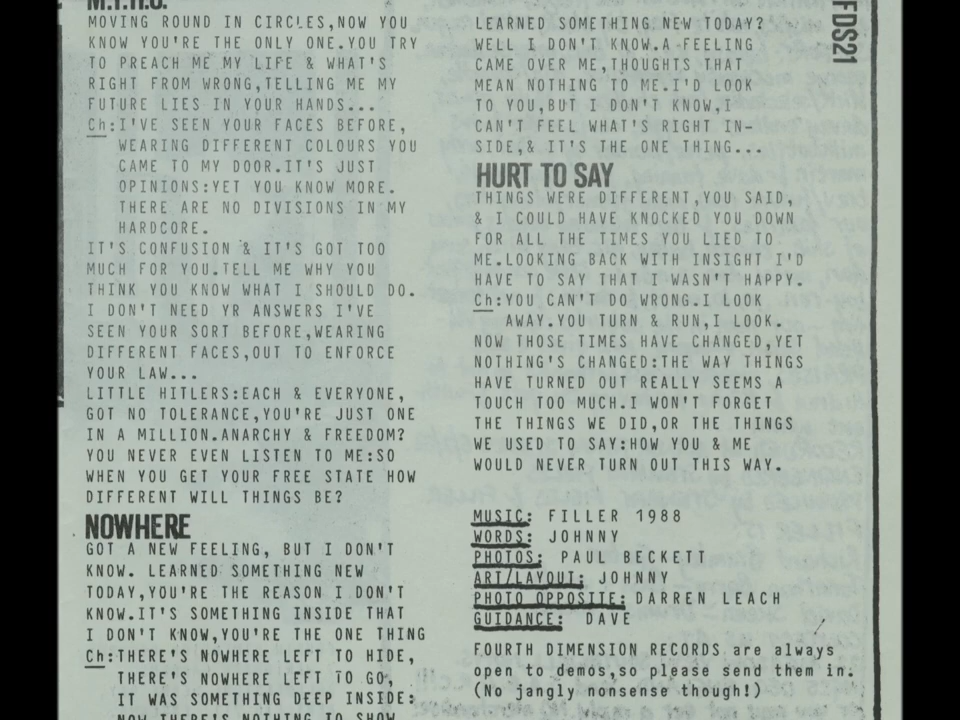 M.T.H.C.
MOVING ROUND IN CIRCLES,NOW YOU
KNOW YOU'RE THE ONLY ONE.YOU TRY
TO PREACH ME MY LIFE & WHAT'S
RIGHT FROM WRONG,TELLING ME MY
FUTURE LIES IN YOUR HANDS...
Ch:I'VE SEEN YOUR FACES BEFORE,
WEARING DIFFERENT COLOURS YOU
CAME TO MY DOOR.IT'S JUST
OPINIONS:YET YOU KNOW MORE.
THERE ARE NO DIVISIONS IN MY
HARDCORE.
IT'S CONFUSION & IT'S GOT TOO
MUCH FOR YOU.TELL ME WHY YOU
THINK YOU KNOW WHAT I SHOULD DO.
I DON'T NEED YR ANSWERS I'VE
SEEN YOUR SORT BEFORE,WEARING
DIFFERENT FACES,OUT TO ENFORCE
YOUR LAW...
LITTLE HITLERS:EACH & EVERYONE,
GOT NO TOLERANCE,YOU'RE JUST ONE
IN A MILLION.ANARCHY & FREEDOM?
YOU NEVER EVEN LISTEN TO ME:SO
WHEN YOU GET YOUR FREE STATE HOW
DIFFERENT WILL THINGS BE?
NOWHERE
GOT A NEW FEELING, BUT I DON'T
KNOW. LEARNED SOMETHING NEW
TODAY,YOU'RE THE REASON I DON'T
KNOW.IT'S SOMETHING INSIDE THAT
I DON'T KNOW,YOU'RE THE ONE THING
Ch:THERE'S NOWHERE LEFT TO HIDE,
THERE'S NOWHERE LEFT TO GO,
IT WAS SOMETHING DEEP INSIDE:
NOW THERE'S NOTHING TO SHOW
LEARNED SOMETHING NEW TODAY?
WELL I DON'T KNOW.A FEELING
CAME OVER ME,THOUGHTS THAT
MEAN NOTHING TO ME.I'D LOOK
TO YOU,BUT I DON'T KNOW,I
CAN'T FEEL WHAT'S RIGHT IN-
SIDE,& IT'S THE ONE THING...
HURT TO SAY
THINGS WERE DIFFERENT,YOU SAID,
& I COULD HAVE KNOCKED YOU DOWN
FOR ALL THE TIMES YOU LIED TO
ME.LOOKING BACK WITH INSIGHT I'D
HAVE TO SAY THAT I WASN'T HAPPY.
Ch:YOU CAN'T DO WRONG.I LOOK
AWAY.YOU TURN & RUN,I LOOK.
NOW THOSE TIMES HAVE CHANGED,YET
NOTHING'S CHANGED:THE WAY THINGS
HAVE TURNED OUT REALLY SEEMS A
TOUCH TOO MUCH.I WON'T FORGET
THE THINGS WE DID,OR THE THINGS
WE USED TO SAY:HOW YOU & ME
WOULD NEVER TURN OUT THIS WAY.
MUSIC: FILLER 1988
WORDS: JOHNNY
PHOTOS: PAUL BECKETT
ART/LAYOUT: JOHNNY
PHOTO OPPOSITE: DARREN LEACH
GUIDANCE: DAVE
FOURTH DIMENSION RECORDS are always
open to demos,so please send them in.
(No jangly nonsense though!)
FDS21